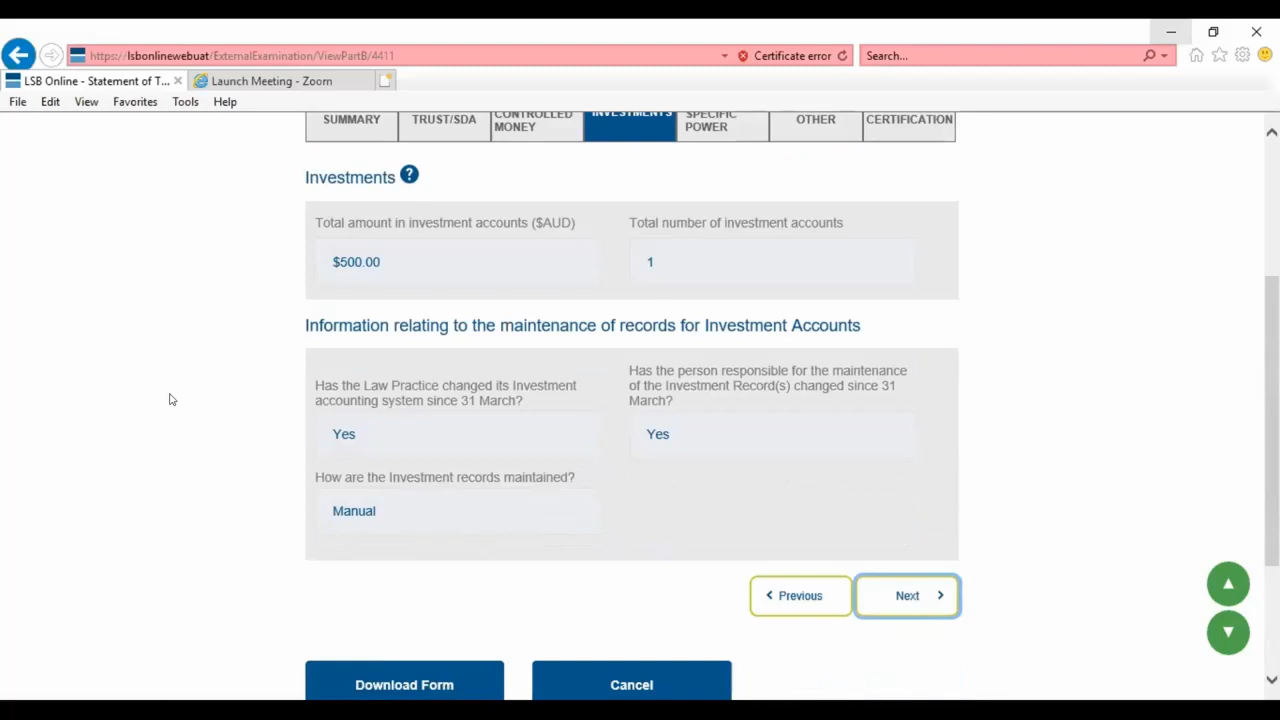 https://lsbonlinewebuat/ExternalExamination/ViewPartB/4411
Certificate error
Search...
LSB Online - Statement of T...
Launch Meeting - Zoom
File Edit View Favorites Tools Help
SUMMARY
TRUST/SDA
CONTROLLED
MONEY
INVESTMENTS
SPECIFIC
POWER
OTHER
CERTIFICATION
Investments ?
Total amount in investment accounts ($AUD)
$500.00
Total number of investment accounts
1
Information relating to the maintenance of records for Investment Accounts
Has the Law Practice changed its Investment
accounting system since 31 March?
Yes
Has the person responsible for the maintenance
of the Investment Record(s) changed since 31
March?
Yes
How are the Investment records maintained?
Manual
Previous
Next
Download Form
Cancel